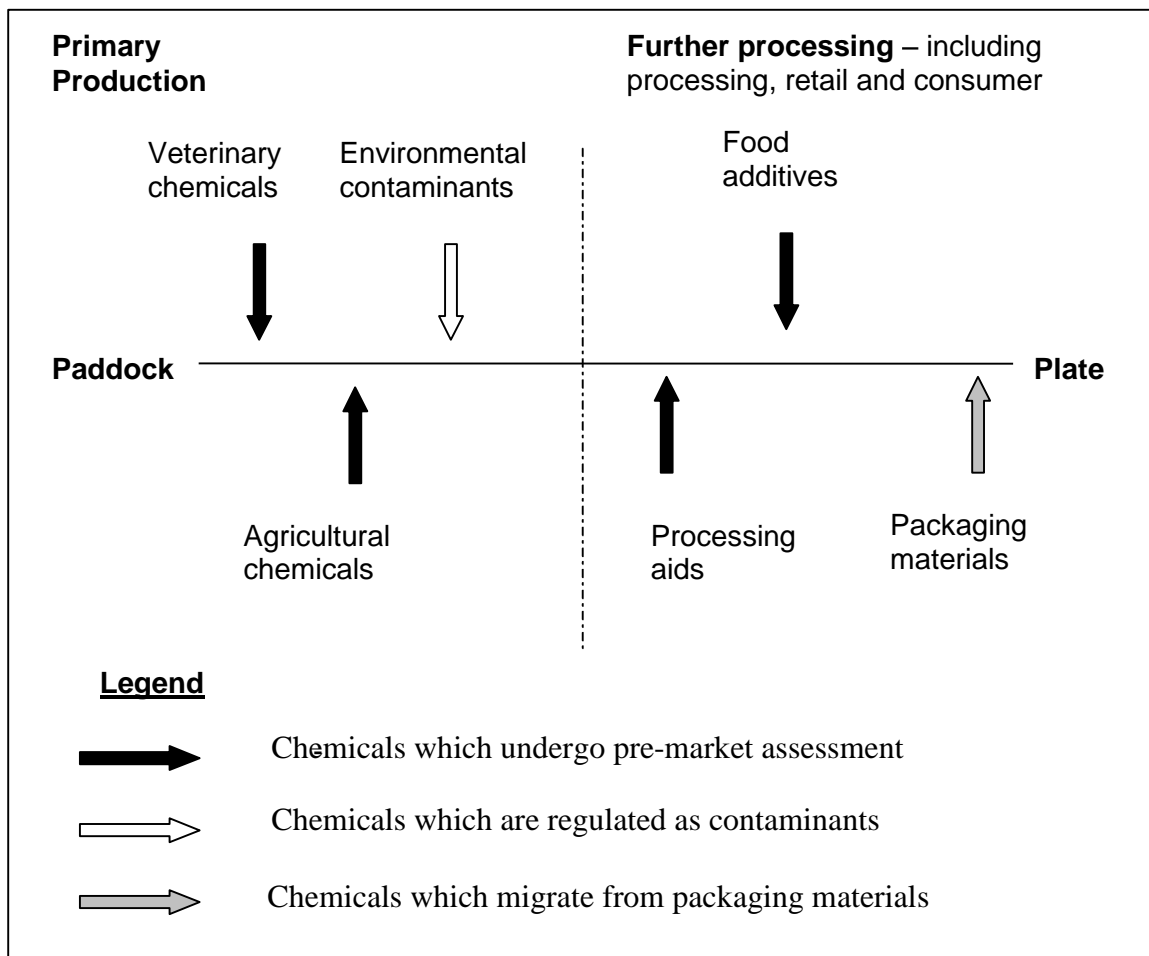 Primary
Production
Further processing – including
processing, retail and consumer
Veterinary
chemicals
Environmental
contaminants
Food
additives
Paddock
Plate
Agricultural
chemicals
Processing
aids
Packaging
materials
Legend
Chemicals which undergo pre-market assessment
Chemicals which are regulated as contaminants
Chemicals which migrate from packaging materials